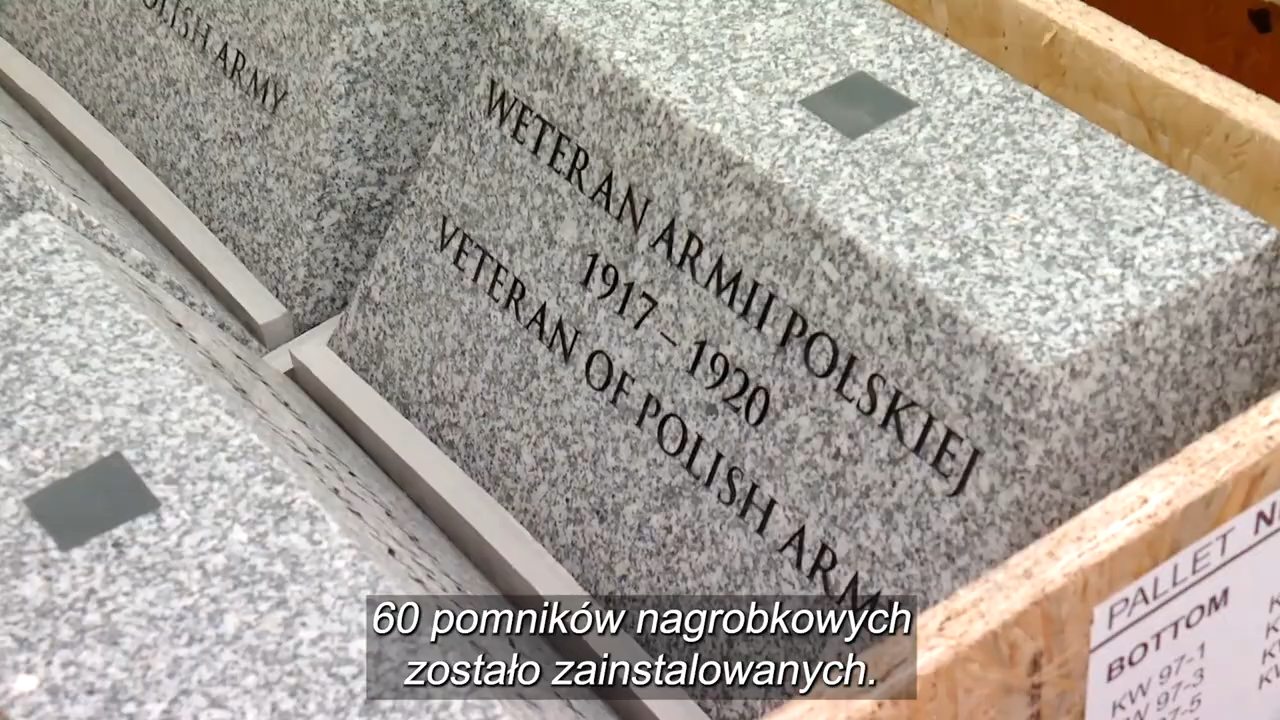 POLISH ARMY
WETERAN ARMII POLSKIEJ
1917 – 1920
VETERAN OF POLISH ARM
PALLET N
BOTTOM
KW 97-1
KW 97-3
60 pomników nagrobkowych
zostało zainstalowanych.